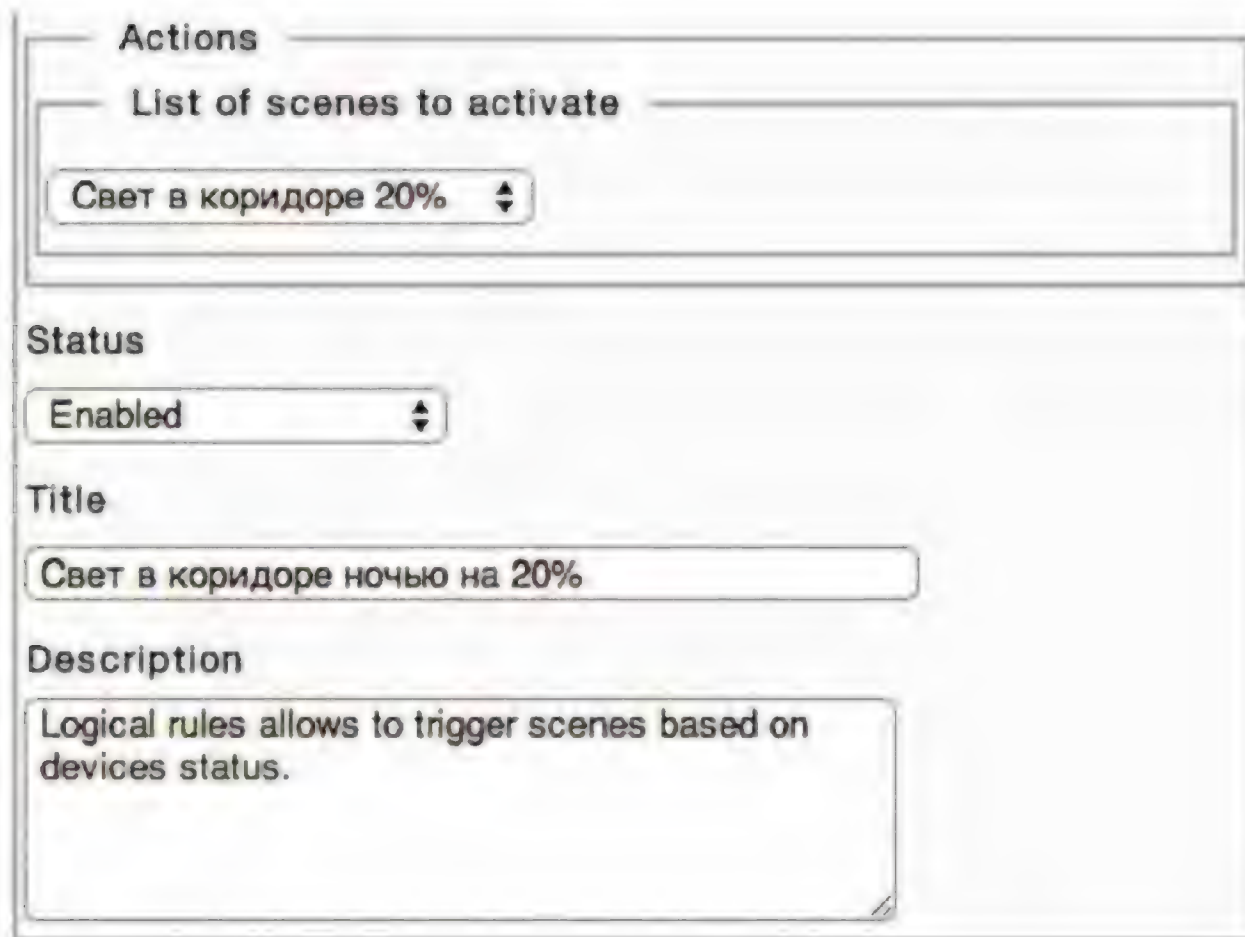 Actions
List of scenes to activate
Свет в коридоре 20%
Status
Enabled
Title
Свет в коридоре ночью на 20%
Description
Logical rules allows to trigger scenes based on
devices status.